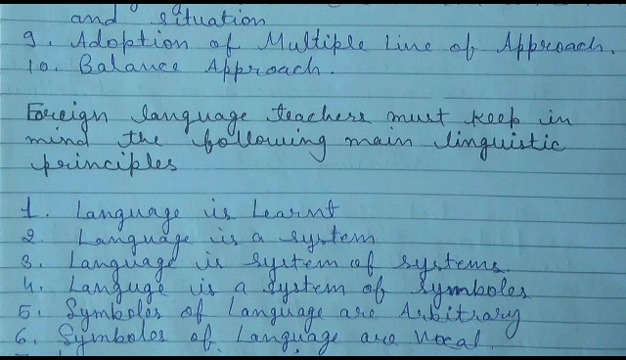 and situation
9. Adoption of Multiple Line of Approach.
10. Balance Approach.
Foreign language teachers must keep in
mind the following main linguistic
principles
1. Language is Learnt
2. Language is a system
3. Language is system of systems.
4. Languge is a system of symboles
5. Symboles of Language are Arbitrary
6. Symboles of Language are Vocal.